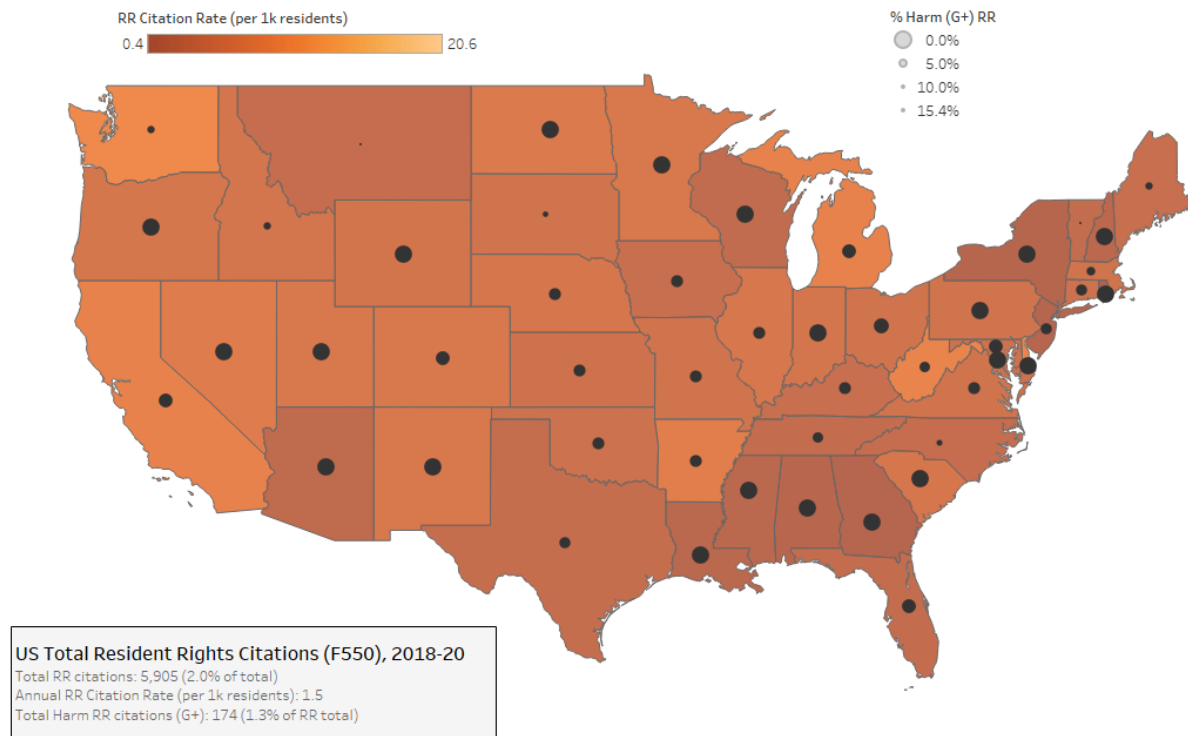 RR Citation Rate (per 1k residents)
0.4 20.6
% Harm (G+) RR
0.0%
5.0%
10.0%
15.4%
US Total Resident Rights Citations (F550), 2018-20
Total RR citations: 5,905 (2.0% of total)
Annual RR Citation Rate (per 1k residents): 1.5
Total Harm RR citations (G+): 174 (1.3% of RR total)